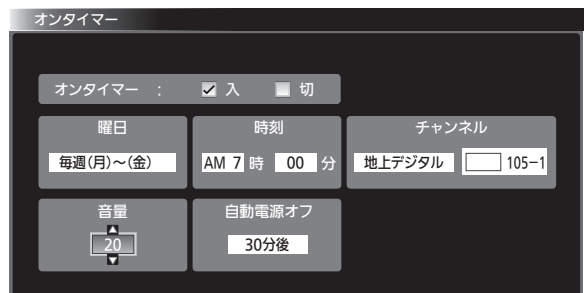 オンタイマー
オンタイマー : 入 切
曜日 時刻 チャンネル
毎週(月)~(金) AM 7 時 00 分 地上デジタル 105-1
音量 自動電源オフ
20 30分後